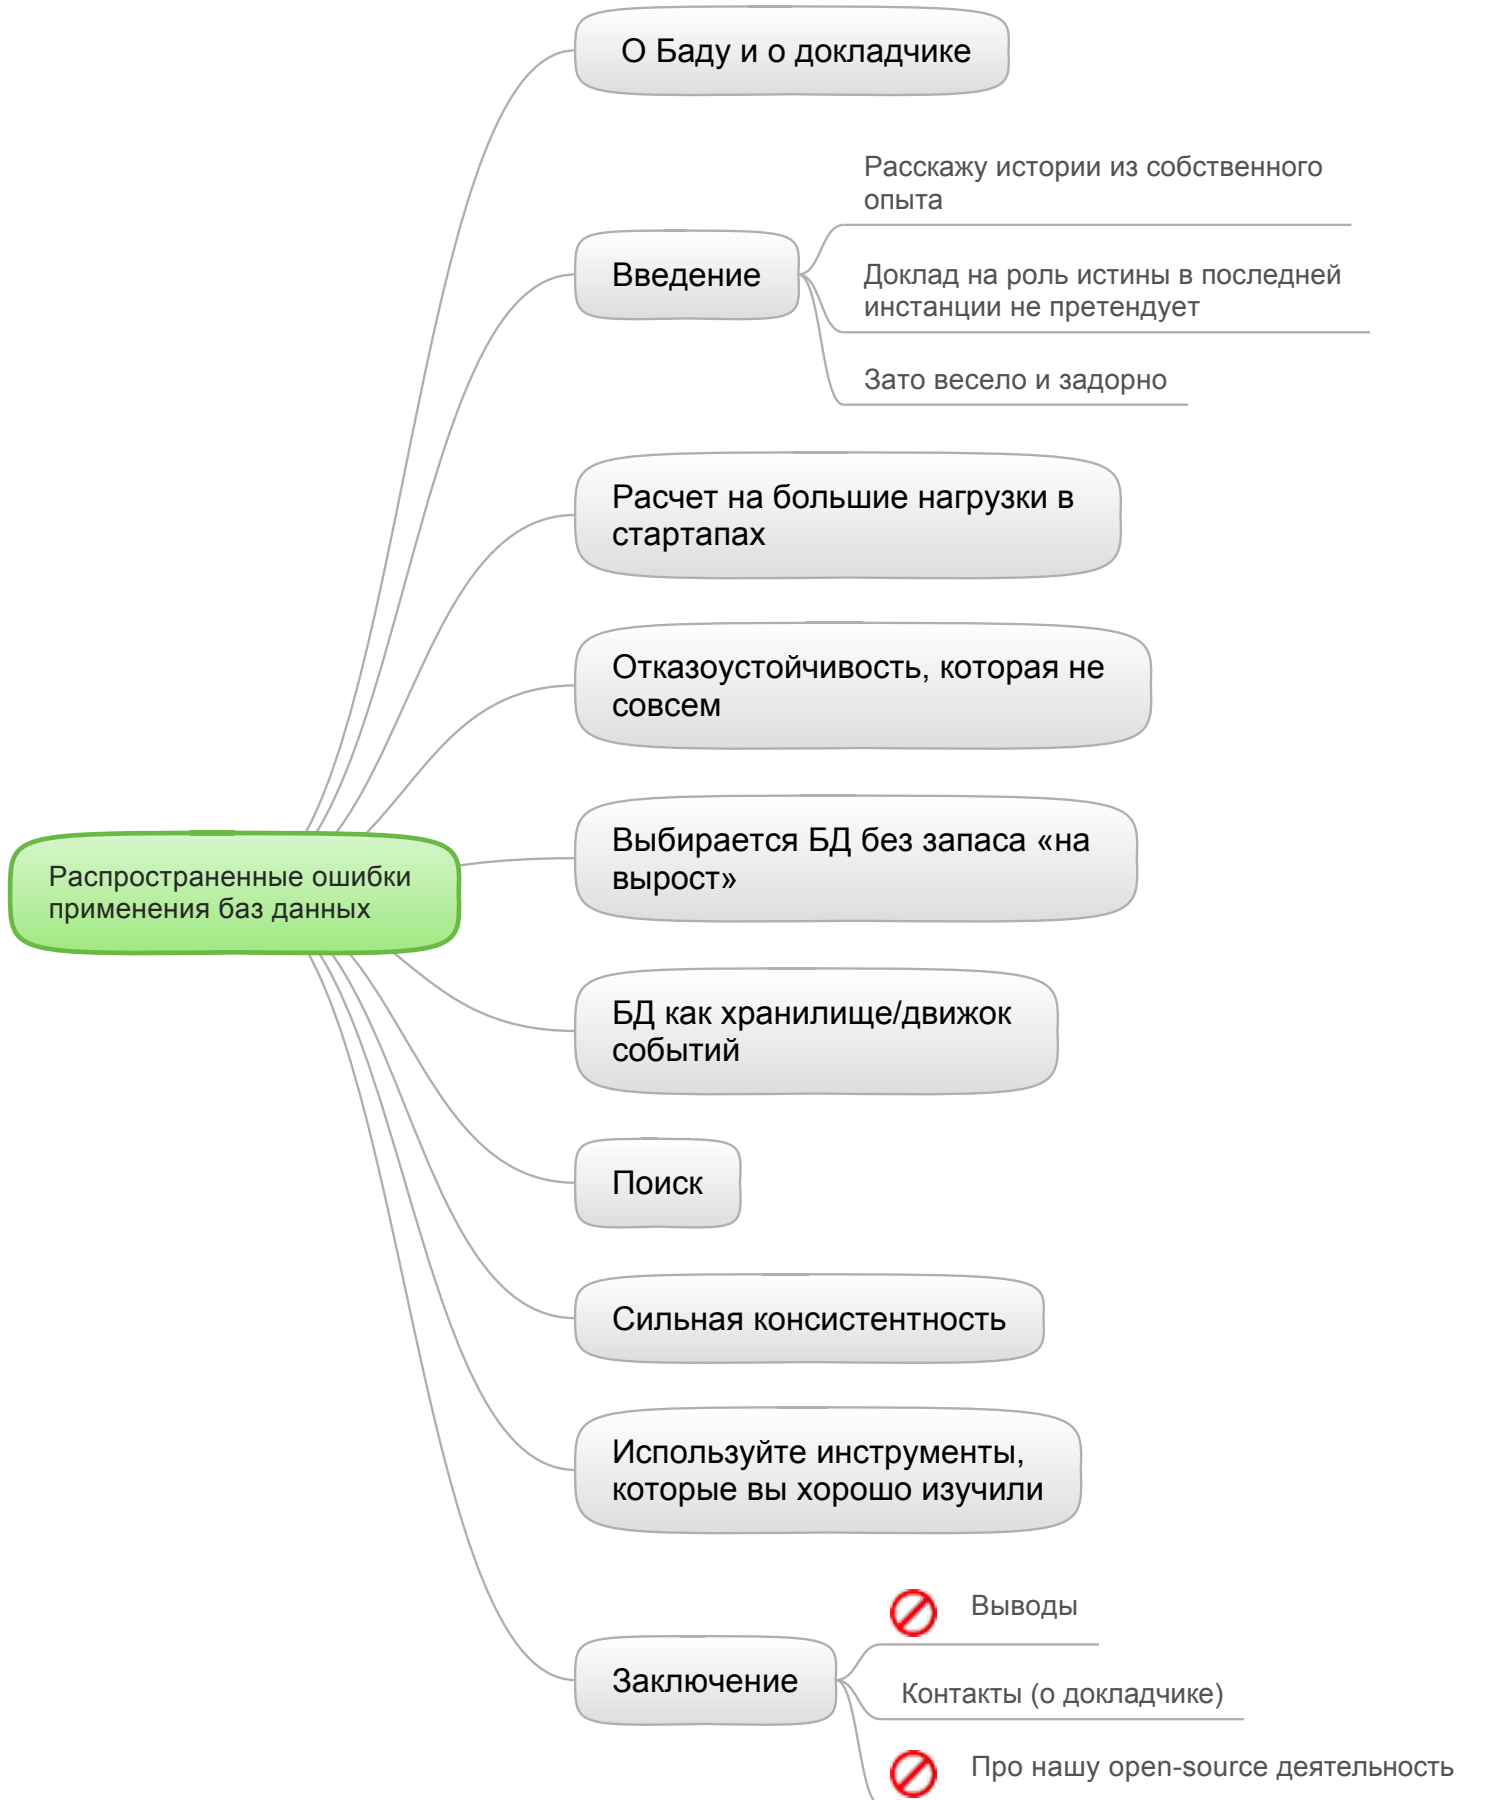 О Баду и о докладчике
Расскажу истории из собственного
опыта
Введение
Доклад на роль истины в последней
инстанции не претендует
Зато весело и задорно
Расчет на большие нагрузки в
стартапах
Отказоустойчивость, которая не
совсем
Выбирается БД без запаса «на
вырост»
Распространенные ошибки
применения баз данных
БД как хранилище/движок
событий
Поиск
Сильная консистентность
Используйте инструменты,
которые вы хорошо изучили
Выводы
Заключение
Контакты (о докладчике)
Про нашу open-source деятельность